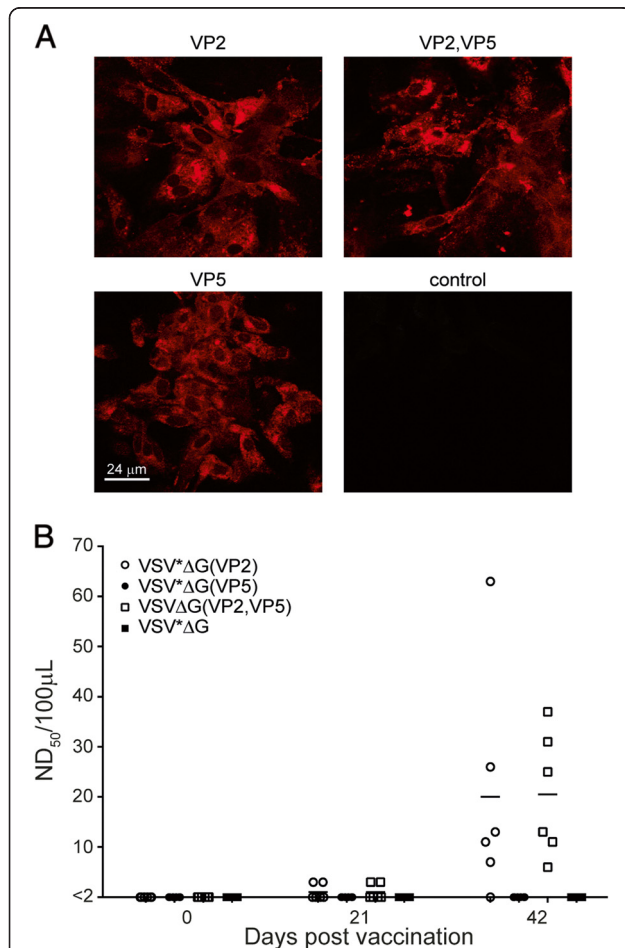 A
VP2
VP2,VP5
VP5
control
24 μm
B
70
60
50
40
30
20
10
<2
ND50/100μL
VSV*ΔG(VP2)
VSV*ΔG(VP5)
VSVΔG(VP2,VP5)
VSV*ΔG
0
21
42
Days post vaccination